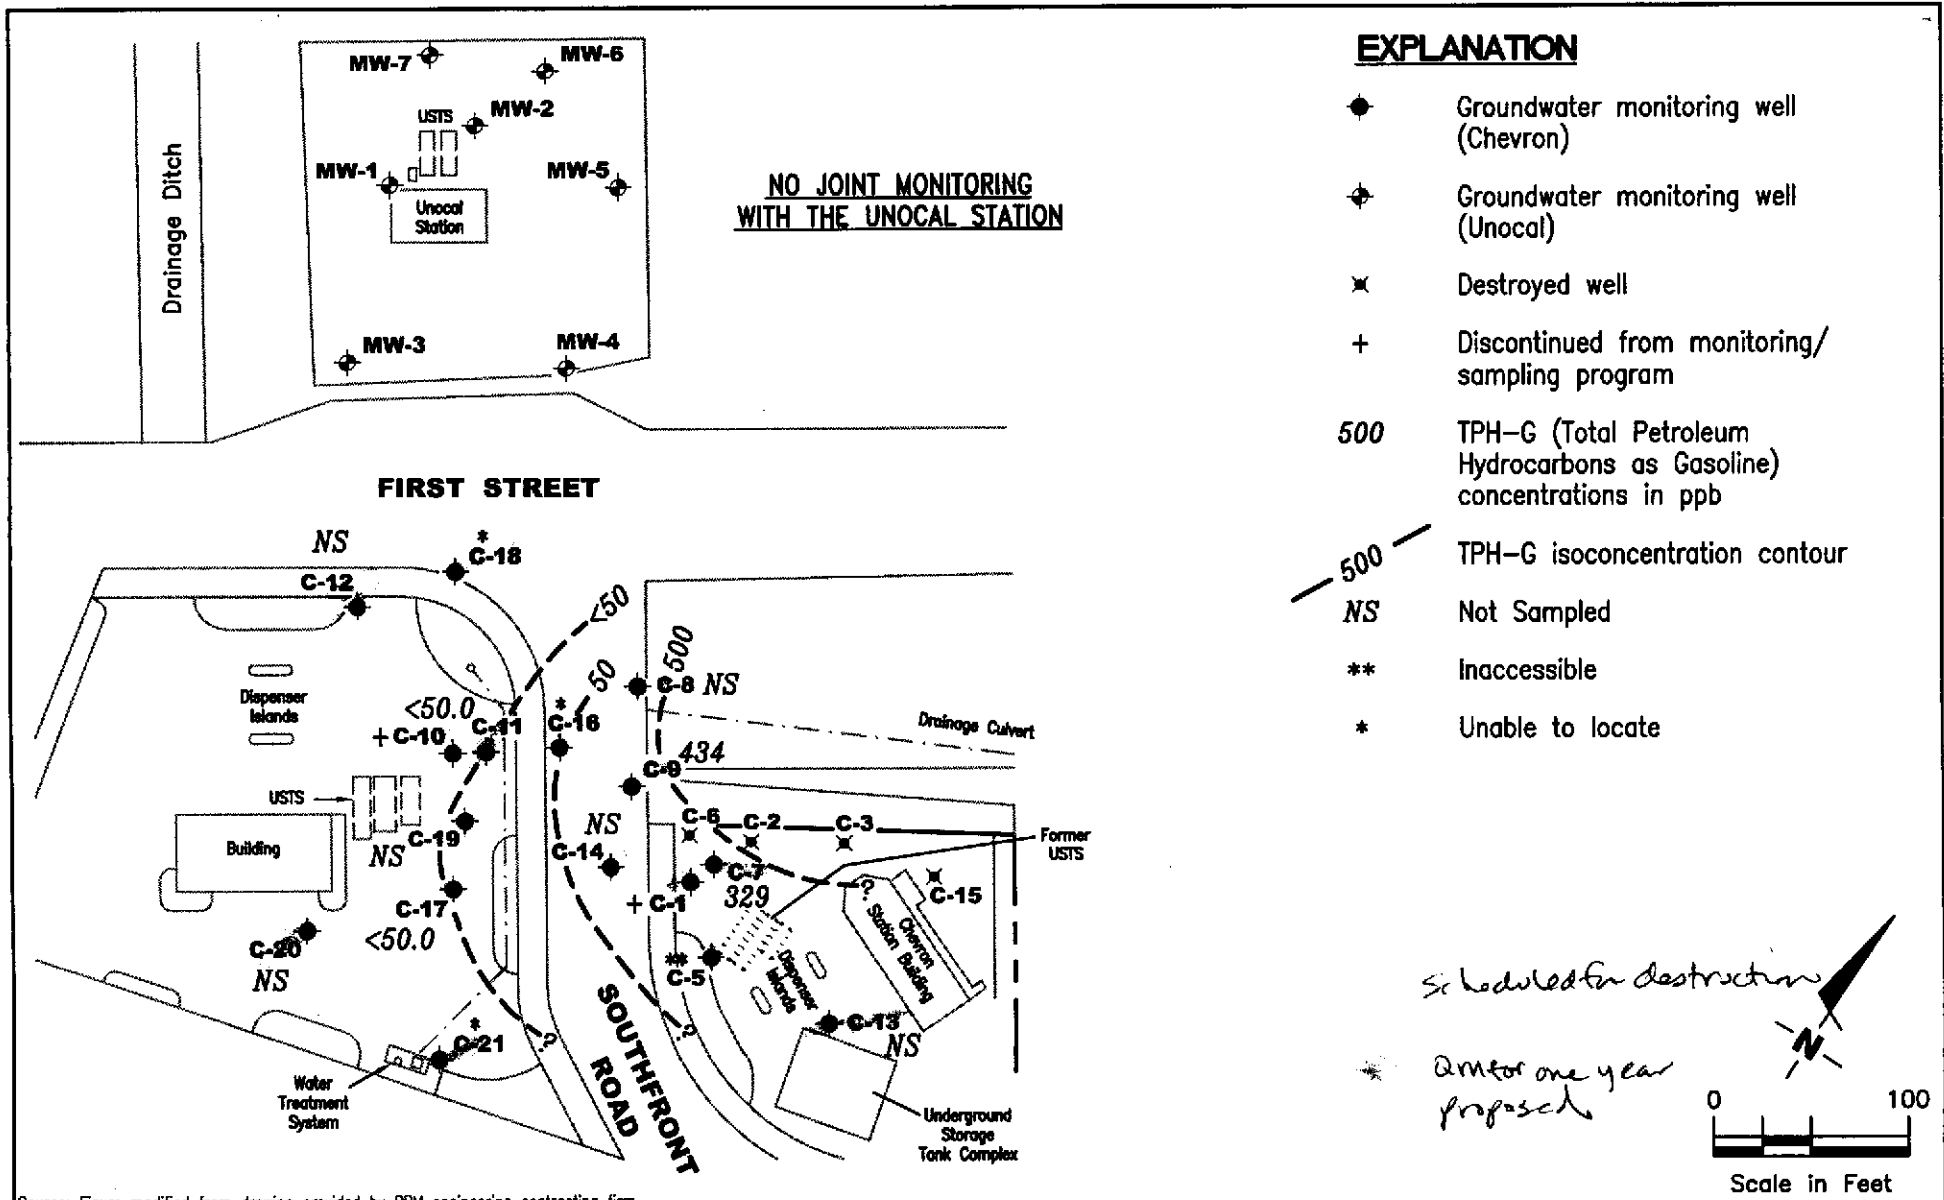 MW-7
MW-6
USTS
MW-2
MW-1
MW-5
Unocal
Station
Drainage Ditch
MW-3
MW-4
NO JOINT MONITORING
WITH THE UNOCAL STATION
FIRST STREET
NS
*
C-18
C-12
<50
50
500
C-8 NS
Dispenser
Islands
<50.0
+ C-10
C-11
*
C-16
Drainage Culvert
434
C-9
USTS
Building
C-19
NS
NS
C-14
C-6
C-2
C-3
Former
USTS
C-7
329
+ C-1
?
C-15
C-17
<50.0
C-20
NS
**
C-5
Dispenser
Islands
Chevron
Station Building
C-13
NS
?
?
*
C-21
SOUTHFRONT
ROAD
Water
Treatment
System
Underground
Storage
Tank Complex
EXPLANATION
Groundwater monitoring well
(Chevron)
Groundwater monitoring well
(Unocal)
Destroyed well
+ Discontinued from monitoring/
sampling program
500 TPH-G (Total Petroleum
Hydrocarbons as Gasoline)
concentrations in ppb
500 TPH-G isoconcentration contour
NS Not Sampled
** Inaccessible
* Unable to locate
scheduled for destruction
for one year
proposed
N
0 100
Scale in Feet